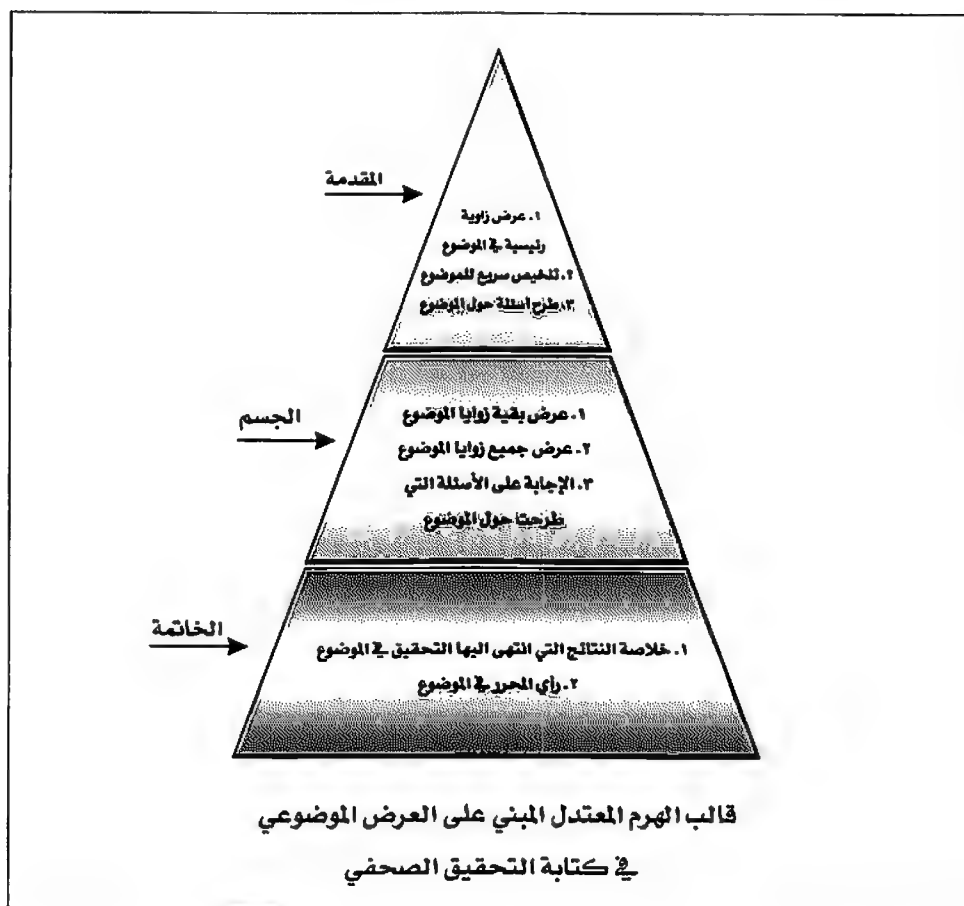 المقدمة
١. عرض زاوية
رئيسية في الموضوع
٢. تلخيص سريع للموضوع
٣. طرح أسئلة حول الموضوع
الجسم
١. عرض بقية زوايا الموضوع
٢. عرض جميع زوايا الموضوع
٣. الإجابة على الأسئلة التي
طرحت حول الموضوع
الخاتمة
١. خلاصة النتائج التي انتهى اليها التحقيق في الموضوع
٢. رأي المحرر في الموضوع
قالب الهرم المعتدل المبني على العرض الموضوعي
في كتابة التحقيق الصحفي